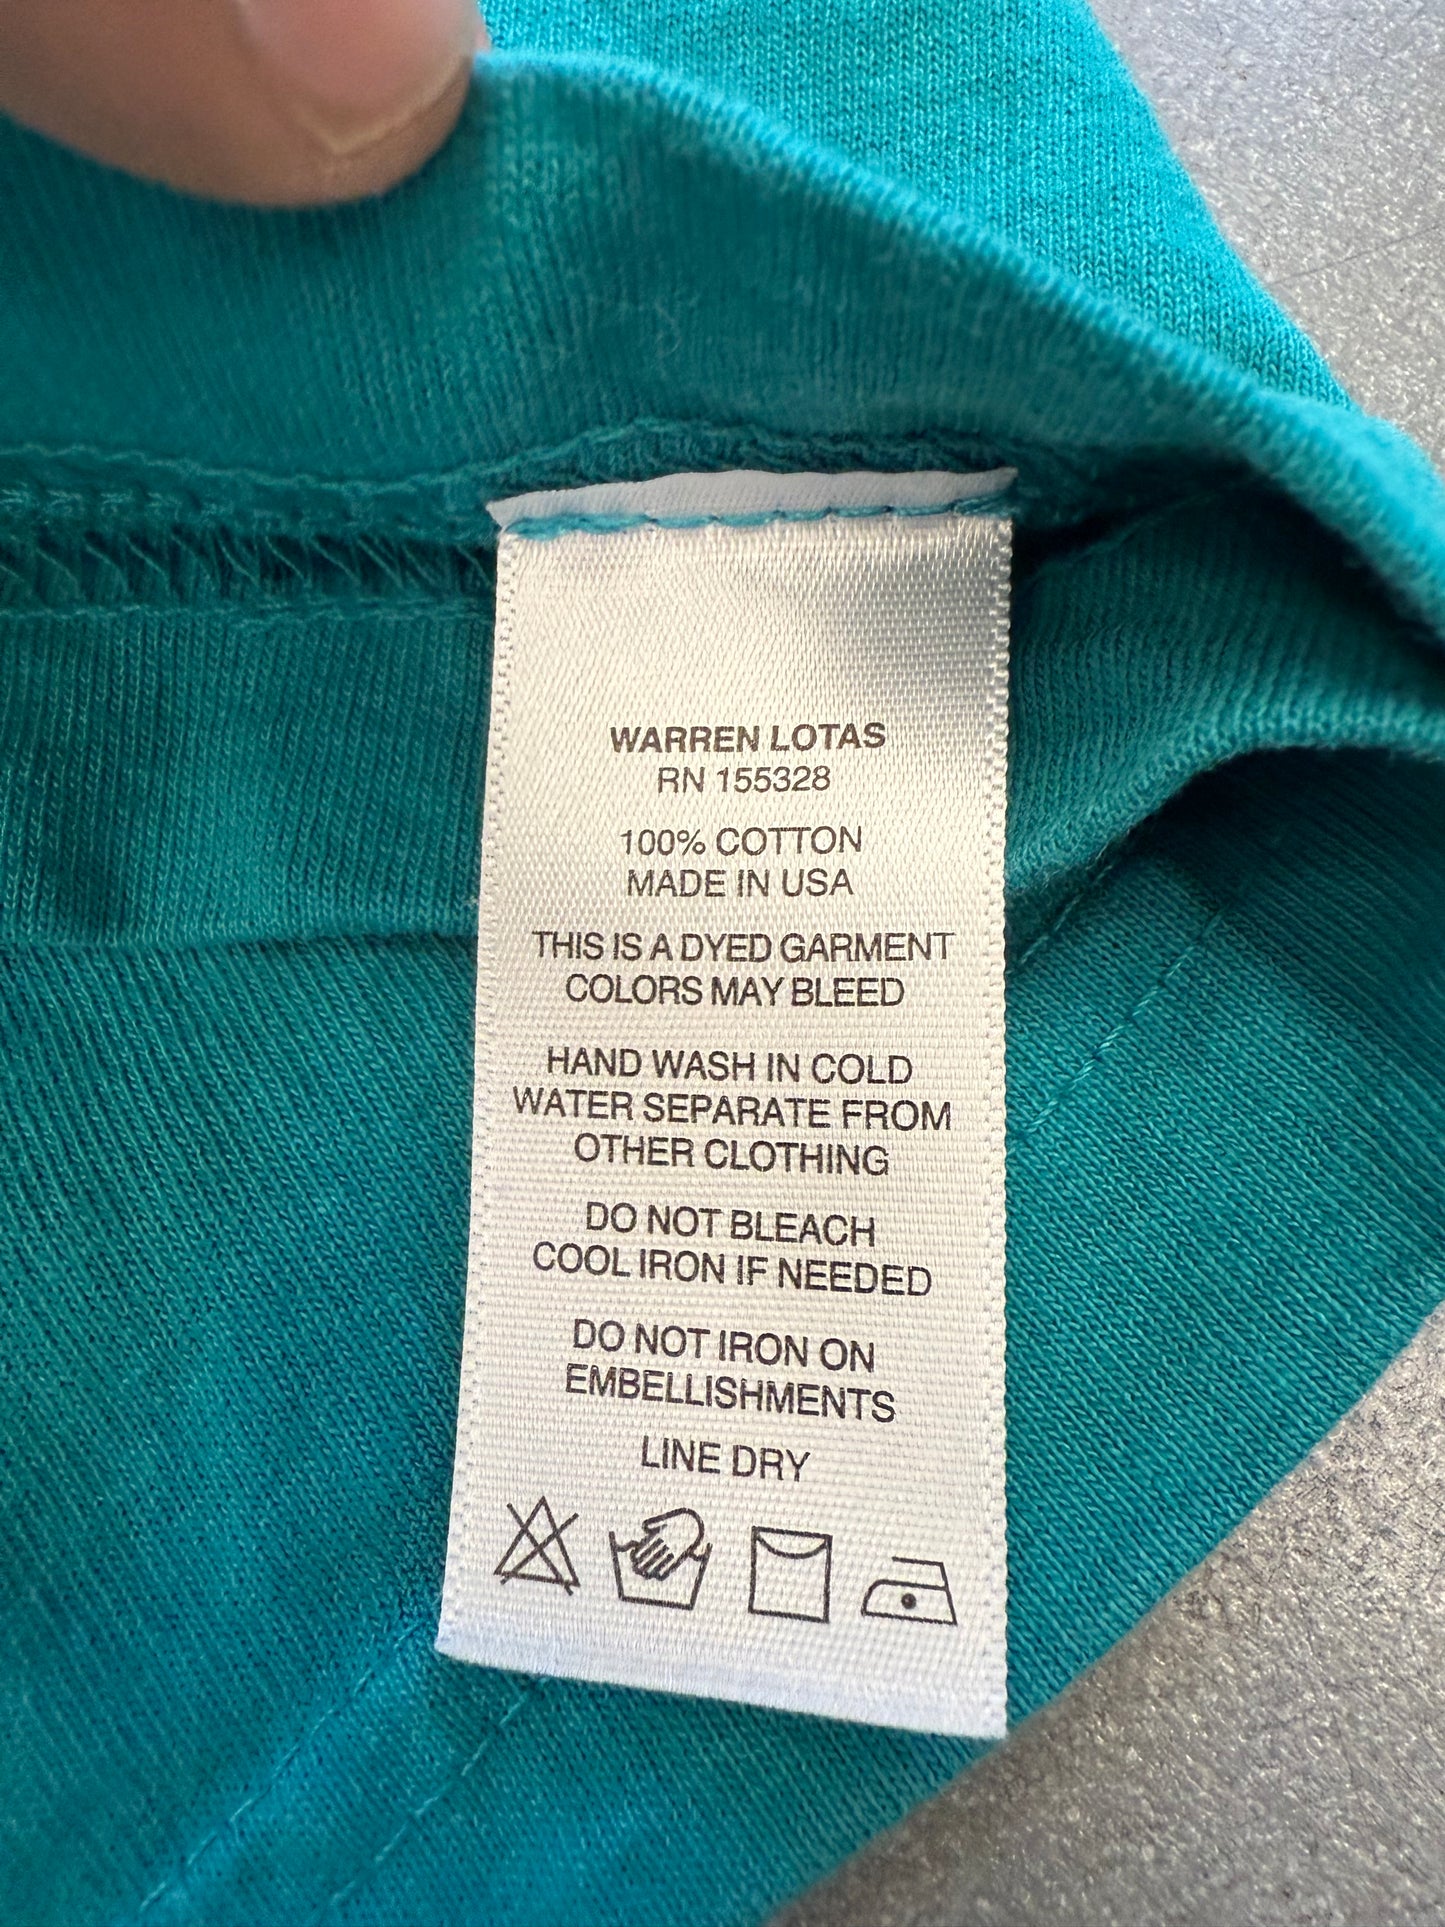 WARREN LOTAS
RN 155328
100% COTTON
MADE IN USA
THIS IS A DYED GARMENT
COLORS MAY BLEED
HAND WASH IN COLD
WATER SEPARATE FROM
OTHER CLOTHING
DO NOT BLEACH
COOL IRON IF NEEDED
DO NOT IRON ON
EMBELLISHMENTS
LINE DRY